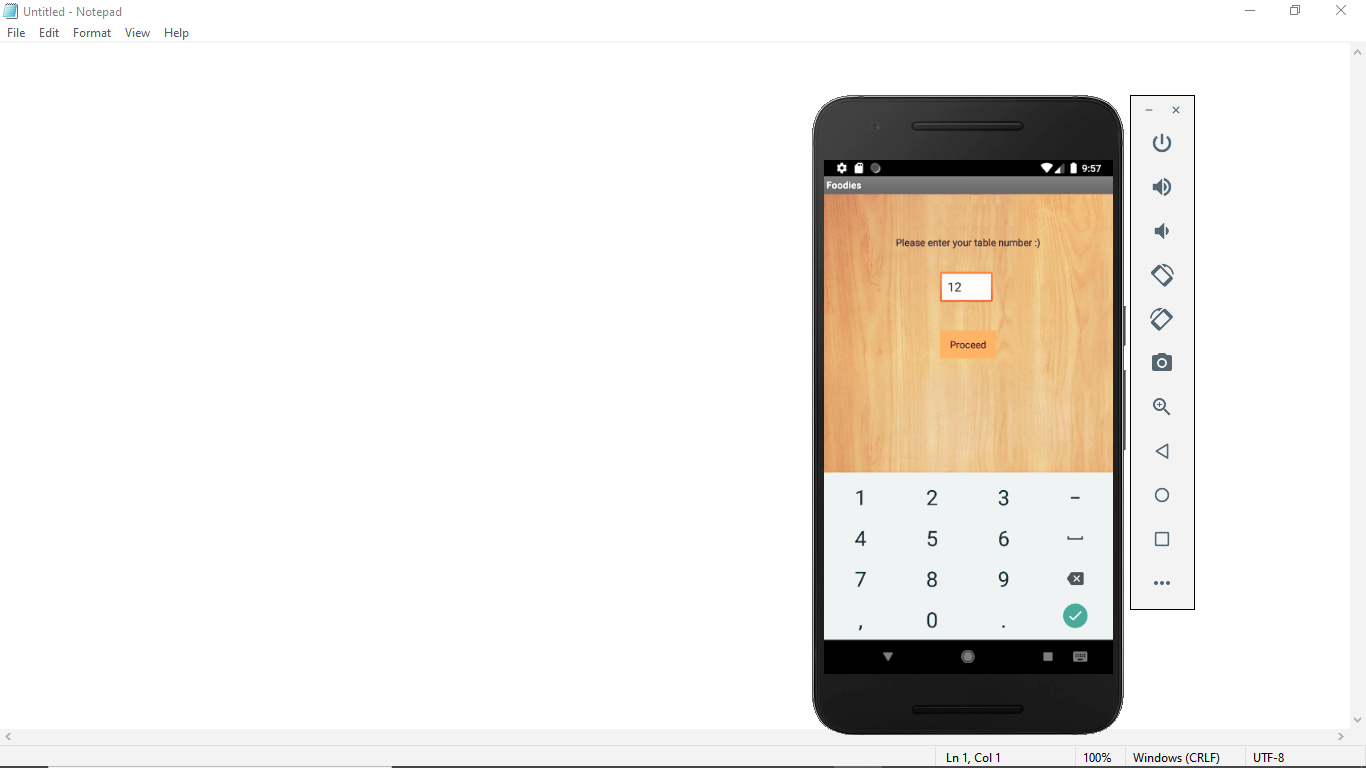 Untitled - Notepad
File Edit Format View Help
9:57
Foodies
Please enter your table number :)
12
Proceed
1 2 3 -
4 5 6
7 8 9
, 0 .
Ln 1, Col 1 100% Windows (CRLF) UTF-8